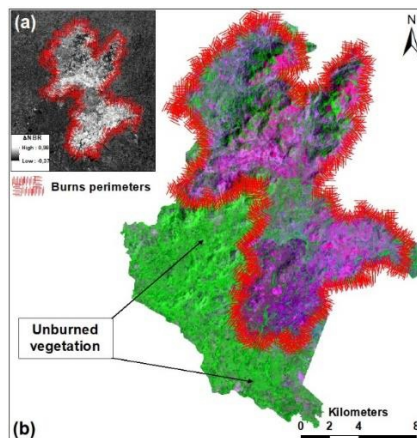 (a)
N
ΔNBR
High : 0,98
Low : -0,37
Burns perimeters
Unburned
vegetation
Kilometers
0 2 4 8
(b)